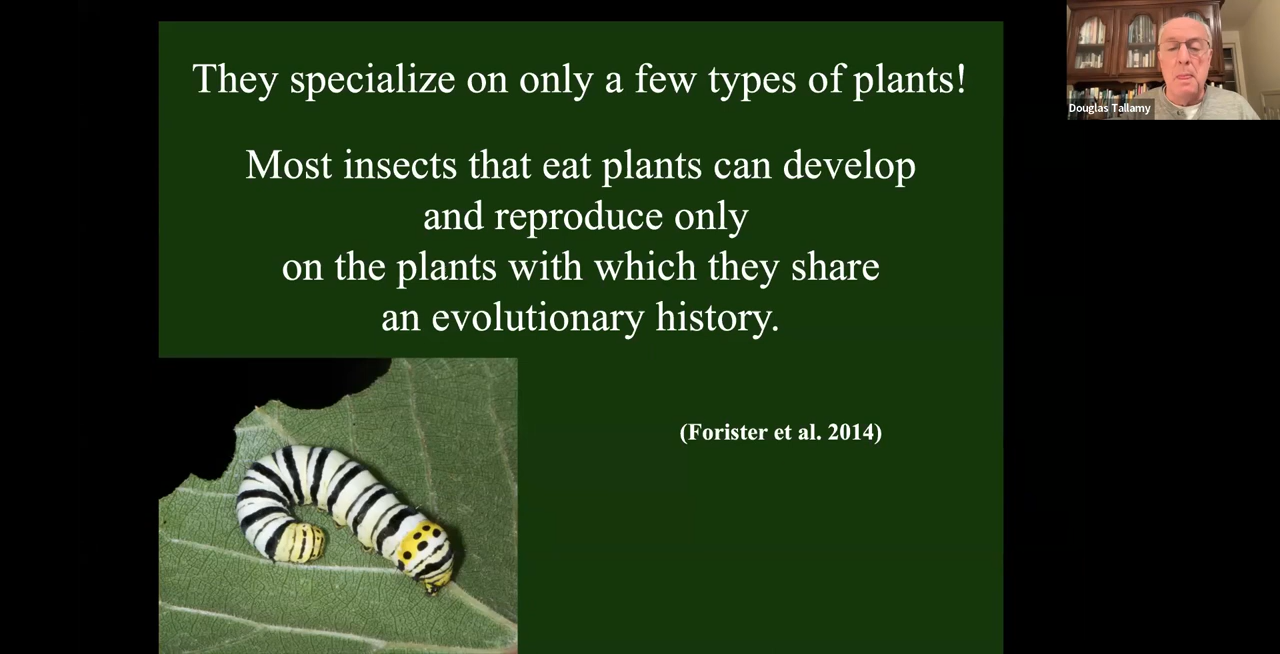 They specialize on only a few types of plants!
Most insects that eat plants can develop
and reproduce only
on the plants with which they share
an evolutionary history.
(Forister et al. 2014)
Douglas Tallamy